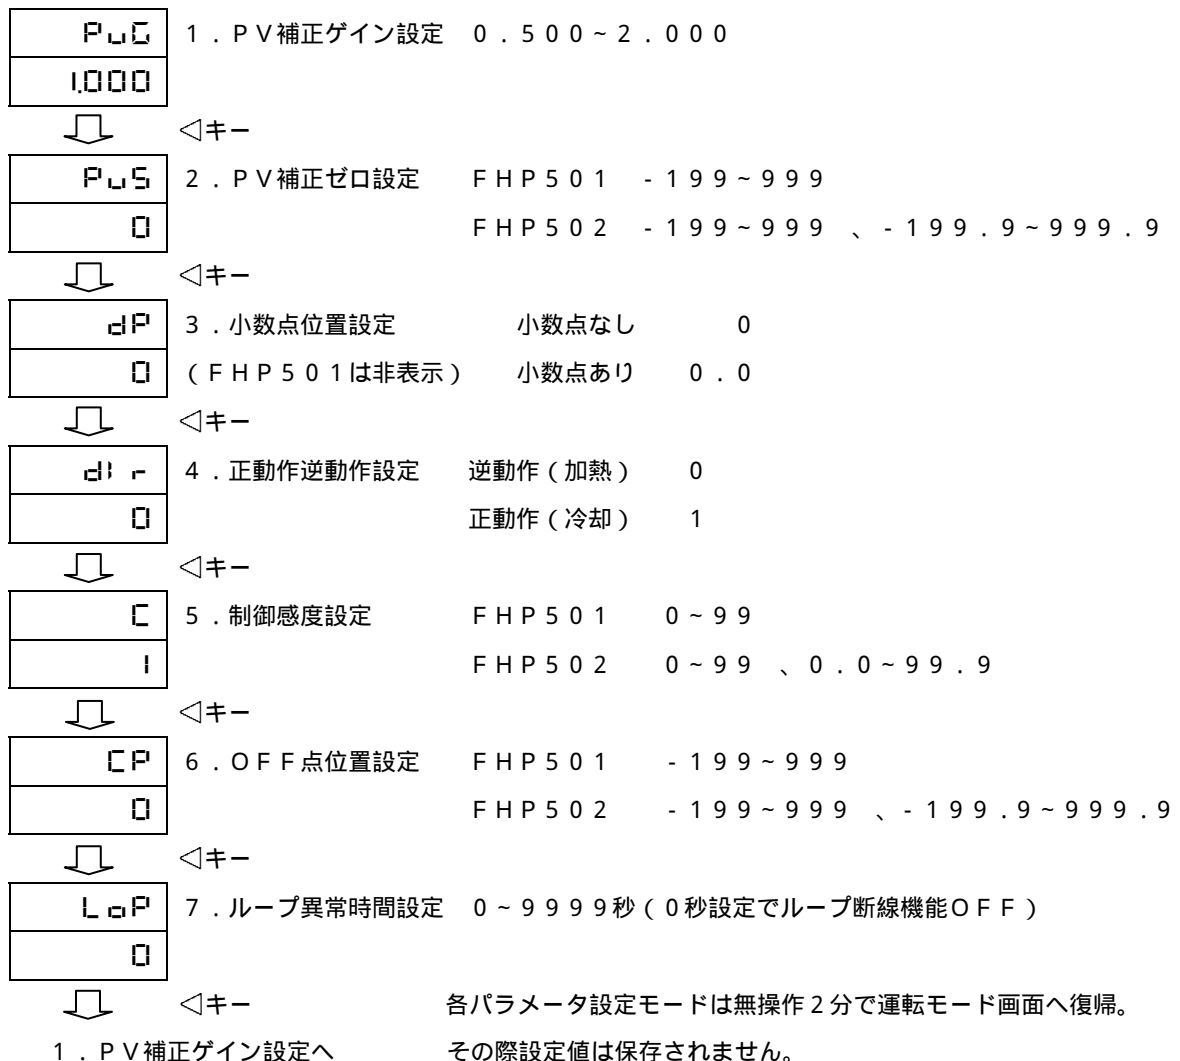 PvG 1．ＰＶ補正ゲイン設定　０．５００~２．０００
1.000
◁キー
PvS 2．ＰＶ補正ゼロ設定　ＦＨＰ５０１　-１９９~９９９
0 ＦＨＰ５０２　-１９９~９９９　、-１９９．９~９９９．９
◁キー
dP 3．小数点位置設定　小数点なし　０
0 (ＦＨＰ５０１は非表示)　小数点あり　０．０
◁キー
dir 4．正動作逆動作設定　逆動作(加熱)　０
0 正動作(冷却)　１
◁キー
C 5．制御感度設定　ＦＨＰ５０１　０~９９
1 ＦＨＰ５０２　０~９９　、０．０~９９．９
◁キー
CP 6．ＯＦＦ点位置設定　ＦＨＰ５０１　-１９９~９９９
0 ＦＨＰ５０２　-１９９~９９９　、-１９９．９~９９９．９
◁キー
LoP 7．ループ異常時間設定　０~９９９９秒(０秒設定でループ断線機能ＯＦＦ)
0
◁キー　各パラメータ設定モードは無操作２分で運転モード画面へ復帰。
1．ＰＶ補正ゲイン設定へ　その際設定値は保存されません。